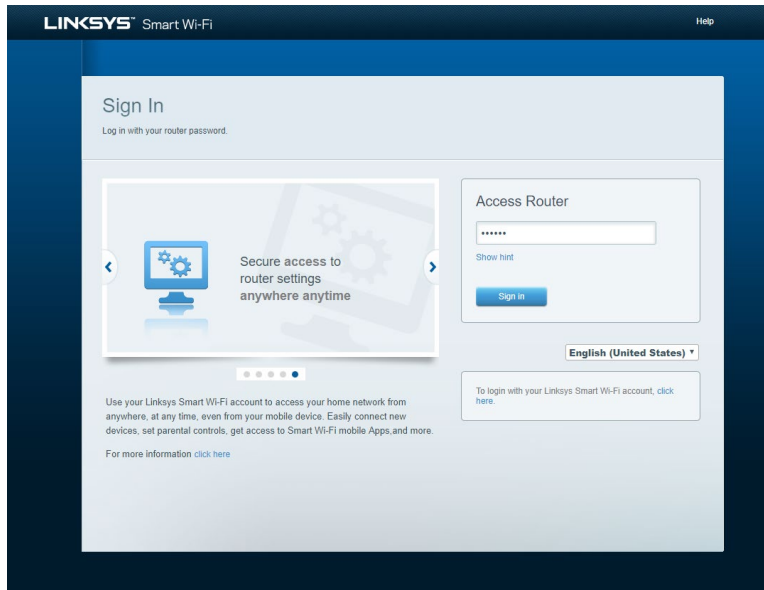 LINKSYS™ Smart Wi-Fi
Help
Sign In
Log in with your router password.
Secure access to
router settings
anywhere anytime
Use your Linksys Smart Wi-Fi account to access your home network from
anywhere, at any time, even from your mobile device. Easily connect new
devices, set parental controls, get access to Smart Wi-Fi mobile Apps,and more.
For more information click here
Access Router
••••••
Show hint
Sign in
English (United States)
To login with your Linksys Smart Wi-Fi account, click
here.